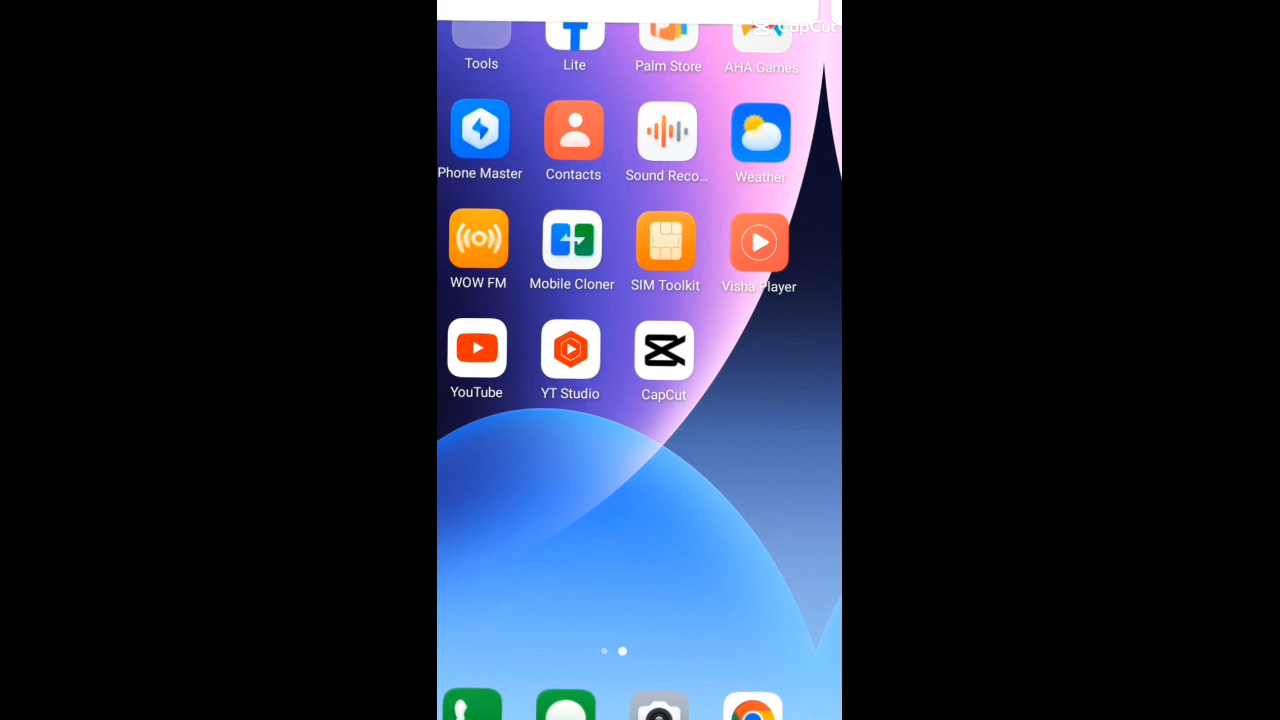 CapCut
Tools Lite Palm Store AHA Games
Phone Master Contacts Sound Reco... Weather
WOW FM Mobile Cloner SIM Toolkit Visha Player
YouTube YT Studio CapCut